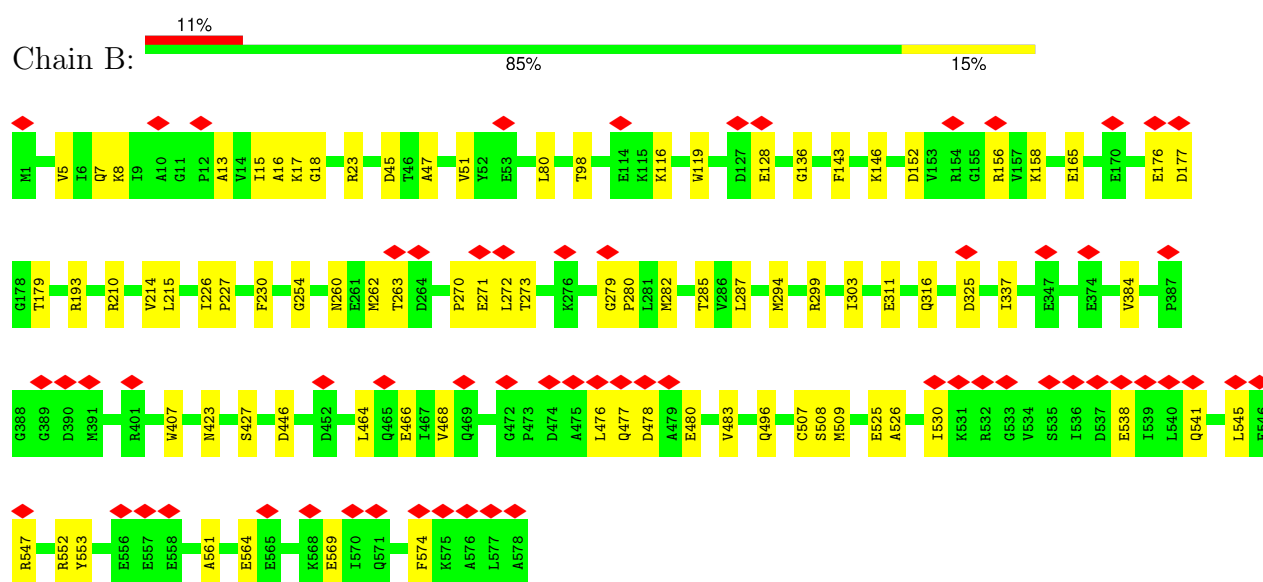 11%
Chain B:
85% 15%
M1 V5 I6 Q7 K8 I9 A10 G11 P12 A13 V14 I15 A16 K17 G18 R23 D45 T46 A47 V51 Y52 E53 L80 T98 E114 K115 K116 W119 D127 E128 G136 F143 K146 D152 V153 R154 G155 R156 V157 K158 E165 E170 E176 D177
G178 T179 R193 R210 V214 L215 I226 P227 F230 G254 N260 E261 M262 T263 D264 P270 E271 L272 T273 K276 G279 P280 L281 M282 T285 V286 L287 M294 R299 I303 E311 Q316 D325 I337 E347 E374 V384 P387
G388 G389 D390 M391 R401 W407 N423 S427 D446 D452 L464 Q465 E466 I467 V468 Q469 G472 P473 D474 A475 L476 Q477 D478 A479 E480 V483 Q496 C507 S508 M509 E525 A526 I530 K531 R532 G533 V534 S535 I536 D537 E538 I539 L540 Q541 L545
R547 R552 Y553 E556 E557 E558 A561 E564 E565 K568 E569 I570 Q571 F574 K575 A576 L577 A578